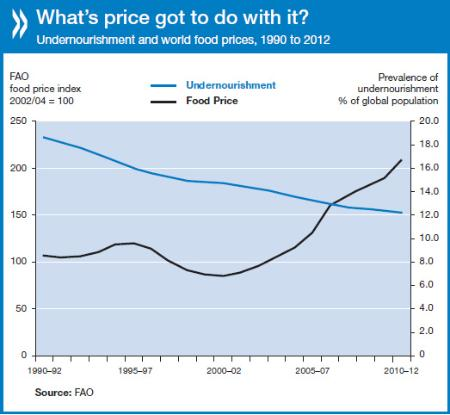 What's price got to do with it?
Undernourishment and world food prices, 1990 to 2012
FAO
food price index
2002/04 = 100
Undernourishment
Food Price
Prevalence of
undernourishment
% of global population
250
200
150
100
50
0
20.0
18.0
16.0
14.0
12.0
10.0
8.0
6.0
4.0
2.0
0
1990–92
1995–97
2000–02
2005–07
2010–12
Source: FAO